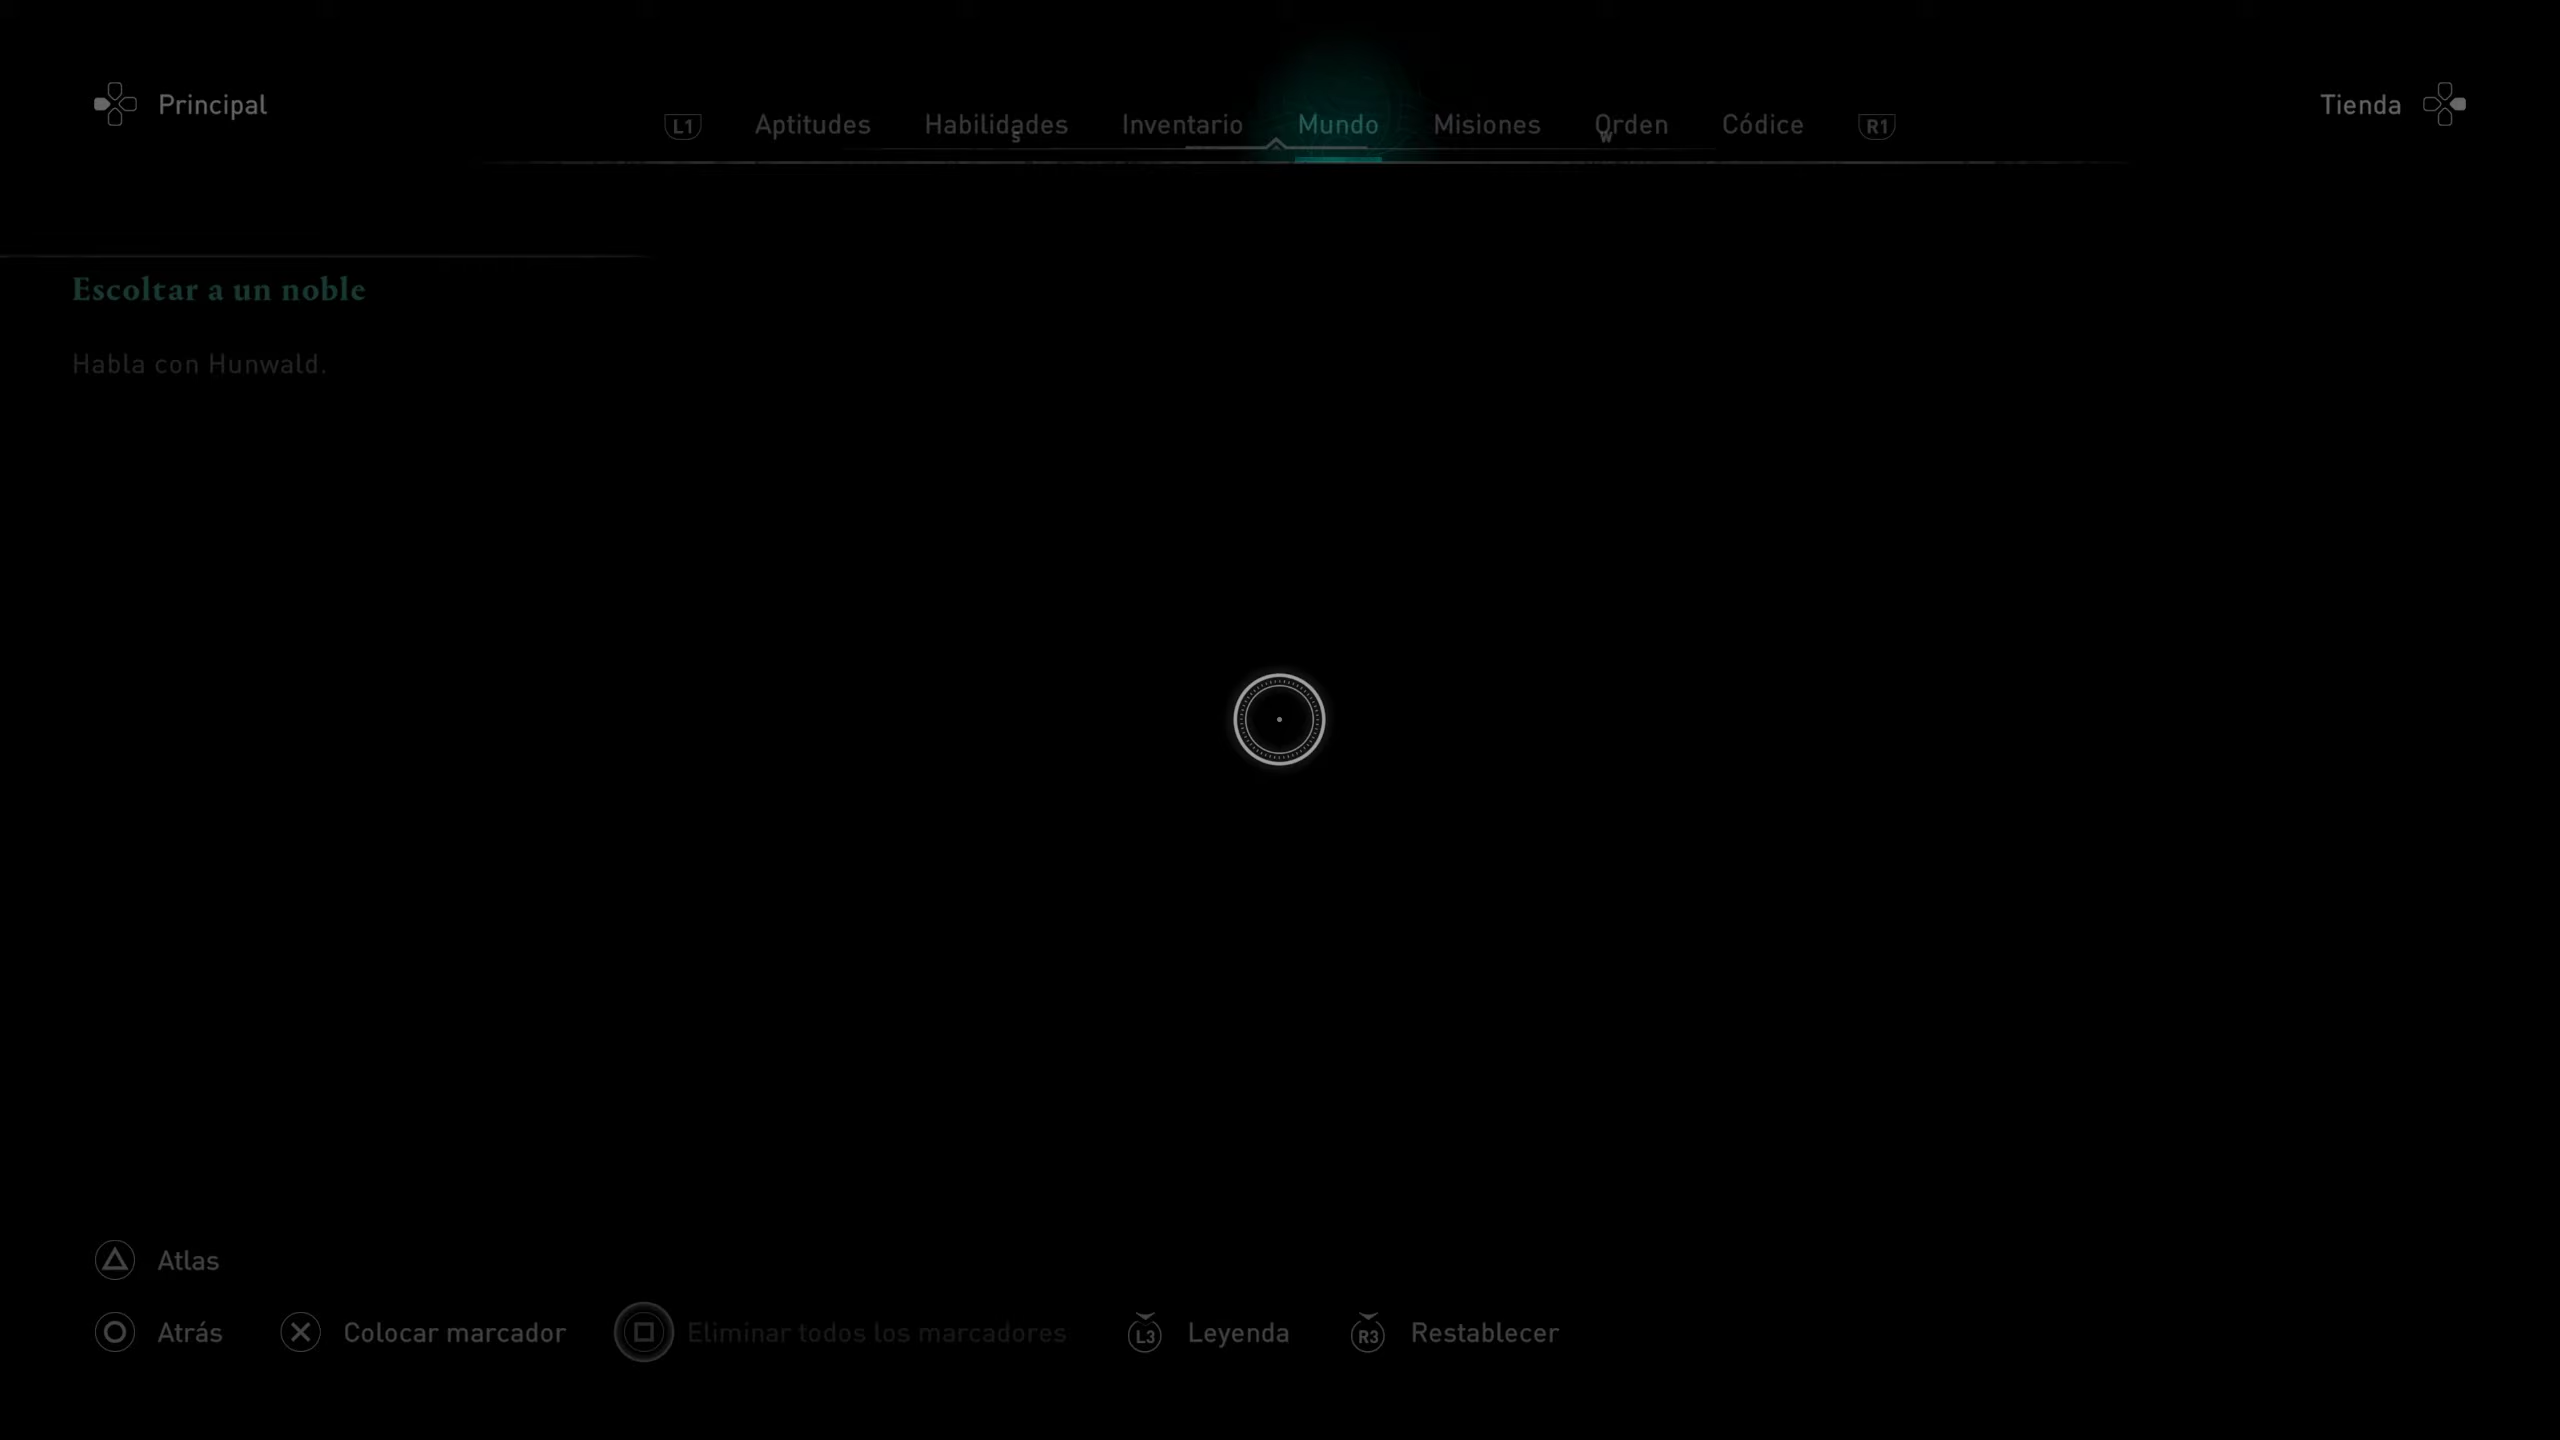 Principal
L1 Aptitudes Habilidades Inventario Mundo Misiones Orden Códice R1
Tienda
S
W
Escoltar a un noble
Habla con Hunwald.
Atlas
Atrás Colocar marcador Eliminar todos los marcadores L3 Leyenda R3 Restablecer